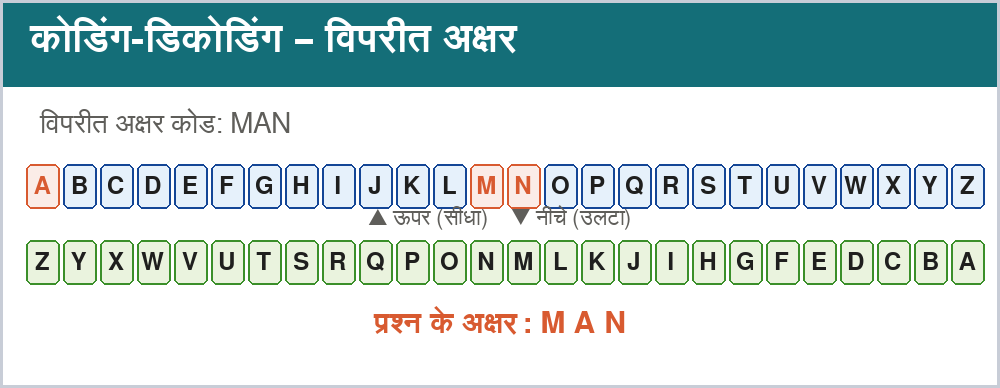 कोडिंग-डिकोडिंग – विपरीत अक्षर
विपरीत अक्षर कोड: MAN
A B C D E F G H I J K L M N O P Q R S T U V W X Y Z
▲ ऊपर (सीधा) ▼ नीचे (उलटा)
Z Y X W V U T S R Q P O N M L K J I H G F E D C B A
प्रश्न के अक्षर : M A N